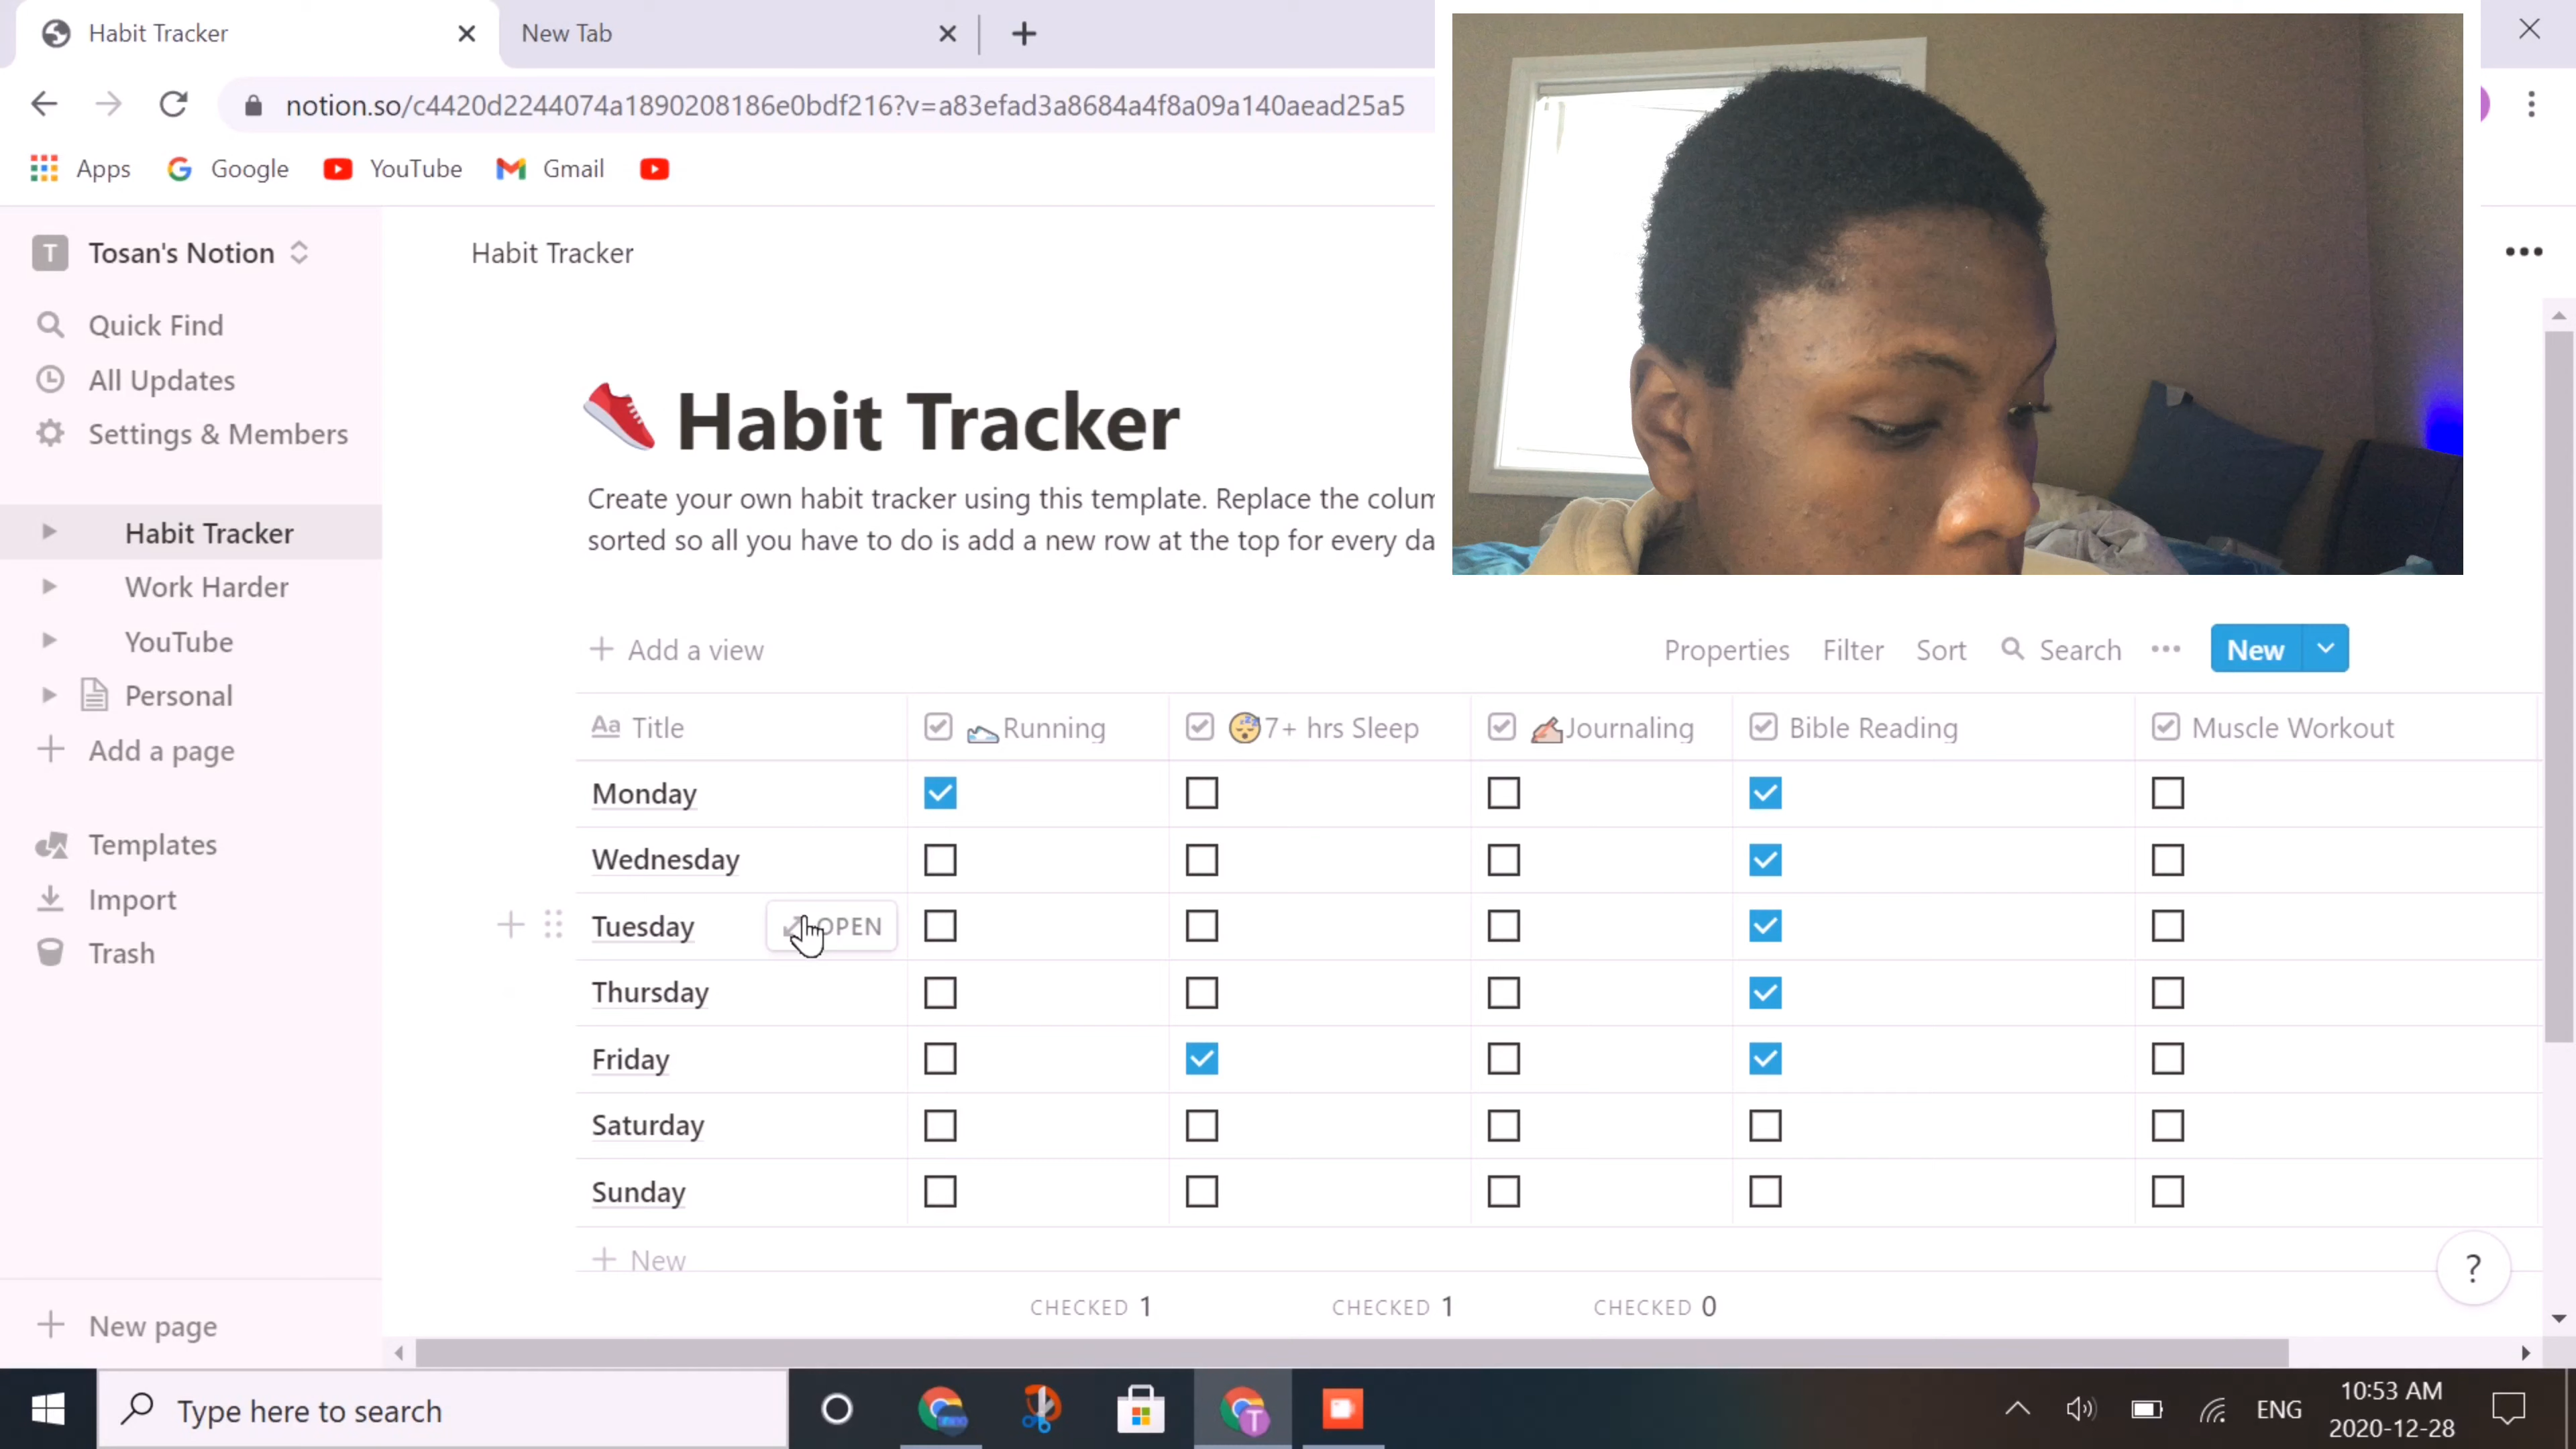 Habit Tracker
New Tab
notion.so/c4420d2244074a1890208186e0bdf216?v=a83efad3a8684a4f8a09a140aead25a5
Apps Google YouTube Gmail
T Tosan's Notion
Quick Find
All Updates
Settings & Members
Habit Tracker
Work Harder
YouTube
Personal
Add a page
Templates
Import
Trash
New page
Habit Tracker
Habit Tracker
Create your own habit tracker using this template. Replace the colum
sorted so all you have to do is add a new row at the top for every da
Add a view Properties Filter Sort Search New
Aa Title Running 7+ hrs Sleep Journaling Bible Reading Muscle Workout
Monday
Wednesday
Tuesday OPEN
Thursday
Friday
Saturday
Sunday
New
CHECKED 1 CHECKED 1 CHECKED 0
?
Type here to search
T
ENG
10:53 AM
2020-12-28